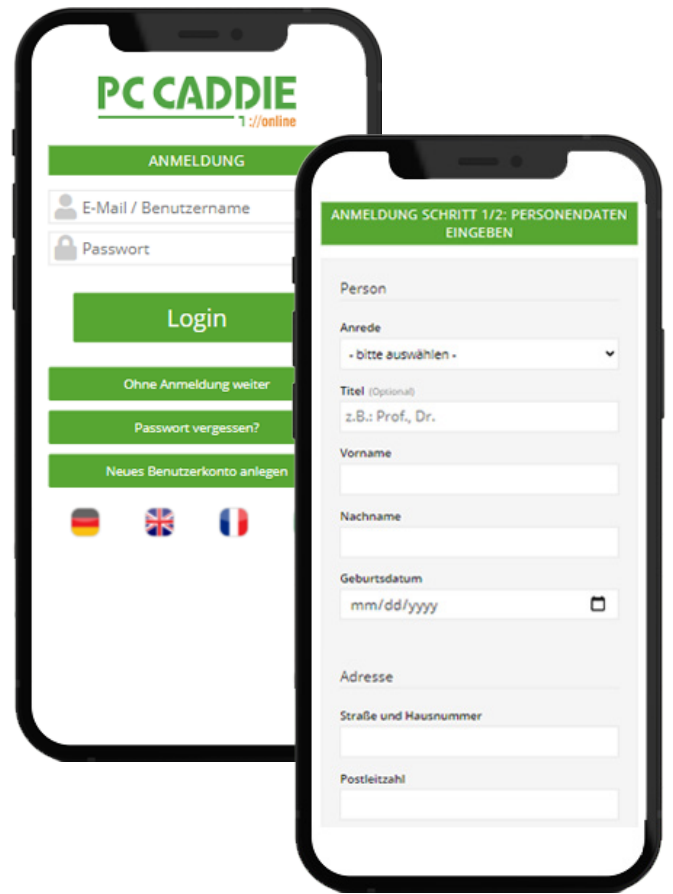 PC CADDIE
://online
ANMELDUNG
E-Mail / Benutzername
Passwort
Login
Ohne Anmeldung weiter
Passwort vergessen?
Neues Benutzerkonto anlegen
ANMELDUNG SCHRITT 1/2: PERSONENDATEN
EINGEBEN
Person
Anrede
- bitte auswählen -
Titel (Optional)
z.B.: Prof., Dr.
Vorname
Nachname
Geburtsdatum
mm/dd/yyyy
Adresse
Straße und Hausnummer
Postleitzahl